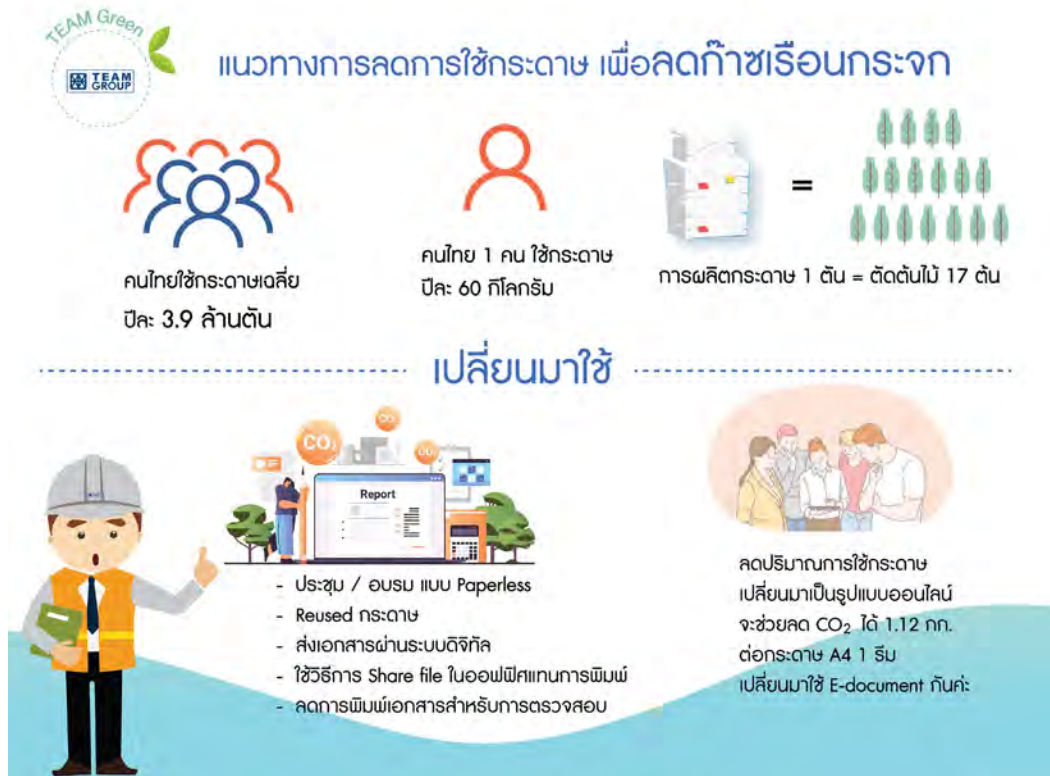 TEAM Green
TEAM
GROUP
แนวทางการลดการใช้กระดาษ เพื่อลดก๊าซเรือนกระจก
คนไทยใช้กระดาษเฉลี่ย
ปีละ 3.9 ล้านตัน
คนไทย 1 คน ใช้กระดาษ
ปีละ 60 กิโลกรัม
=
การผลิตกระดาษ 1 ตัน = ตัดต้นไม้ 17 ต้น
เปลี่ยนมาใช้
CO₂
CO₂
CO₂
Report
- ประชุม / อบรม แบบ Paperless
- Reused กระดาษ
- ส่งเอกสารผ่านระบบดิจิทัล
- ใช้วิธีการ Share file ในออฟฟิศแทนการพิมพ์
- ลดการพิมพ์เอกสารสำหรับการตรวจสอบ
ลดปริมาณการใช้กระดาษ
เปลี่ยนมาเป็นรูปแบบออนไลน์
จะช่วยลด CO₂ ได้ 1.12 กก.
ต่อกระดาษ A4 1 รีม
เปลี่ยนมาใช้ E-document กันค่ะ